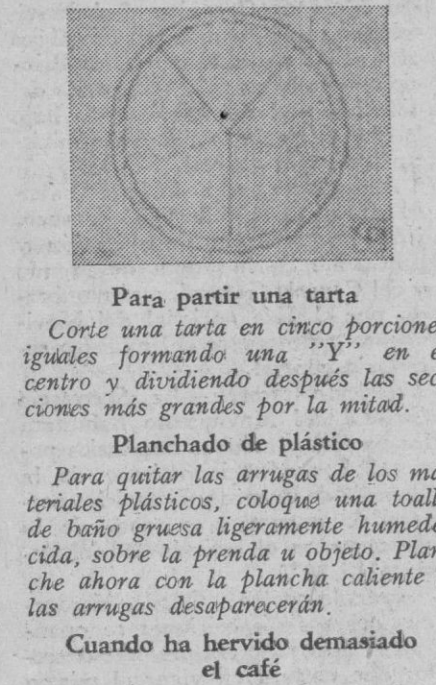 Para partir una tarta
Corte una tarta en cinco porcione
iguales formando una ”Y” en e
centro y dividiendo después las sec
ciones más grandes por la mitad.
Planchado de plástico
Para quitar las arrugas de los ma
teriales plásticos, coloque una toall
de baño gruesa ligeramente humede
cida, sobre la prenda u objeto. Plan
che ahora con la plancha caliente
las arrugas desaparecerán.
Cuando ha hervido demasiado
el café